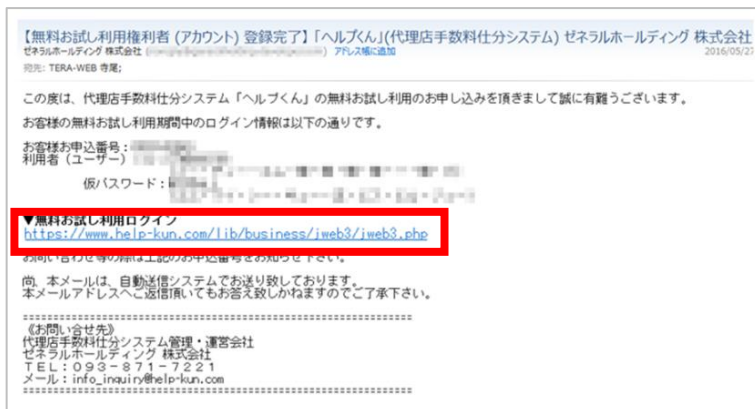 【無料お試し利用権利者 (アカウント) 登録完了】「ヘルプくん」(代理店手数料仕分システム) ゼネラルホールディング 株式会社
ゼネラルホールディング 株式会社 アドレス帳に追加 2016/05/27
宛先: TERA-WEB 寺尾;
この度は、代理店手数料仕分システム「ヘルプくん」の無料お試し利用のお申し込みを頂きまして誠に有難うございます。
お客様の無料お試し利用期間中のログイン情報は以下の通りです。
お客様お申込番号：
利用者（ユーザー）
仮パスワード：
▼無料お試し利用ログイン
https://www.help-kun.com/lib/business/jweb3/jweb3.php
お問い合わせ等の際は上記のお申込番号をお知らせ下さい。
尚、本メールは、自動送信システムでお送り致しております。
本メールアドレスへご返信頂いてもお答え致しかねますのでご了承下さい。
::::::::::::::::::::::::::::::::::::::::::::::::::::::::::::::::
《お問い合せ先》
代理店手数料仕分システム管理・運営会社
ゼネラルホールディング 株式会社
ＴＥＬ：０９３－８７１－７２２１
メール：info_inquiry@help-kun.com
::::::::::::::::::::::::::::::::::::::::::::::::::::::::::::::::